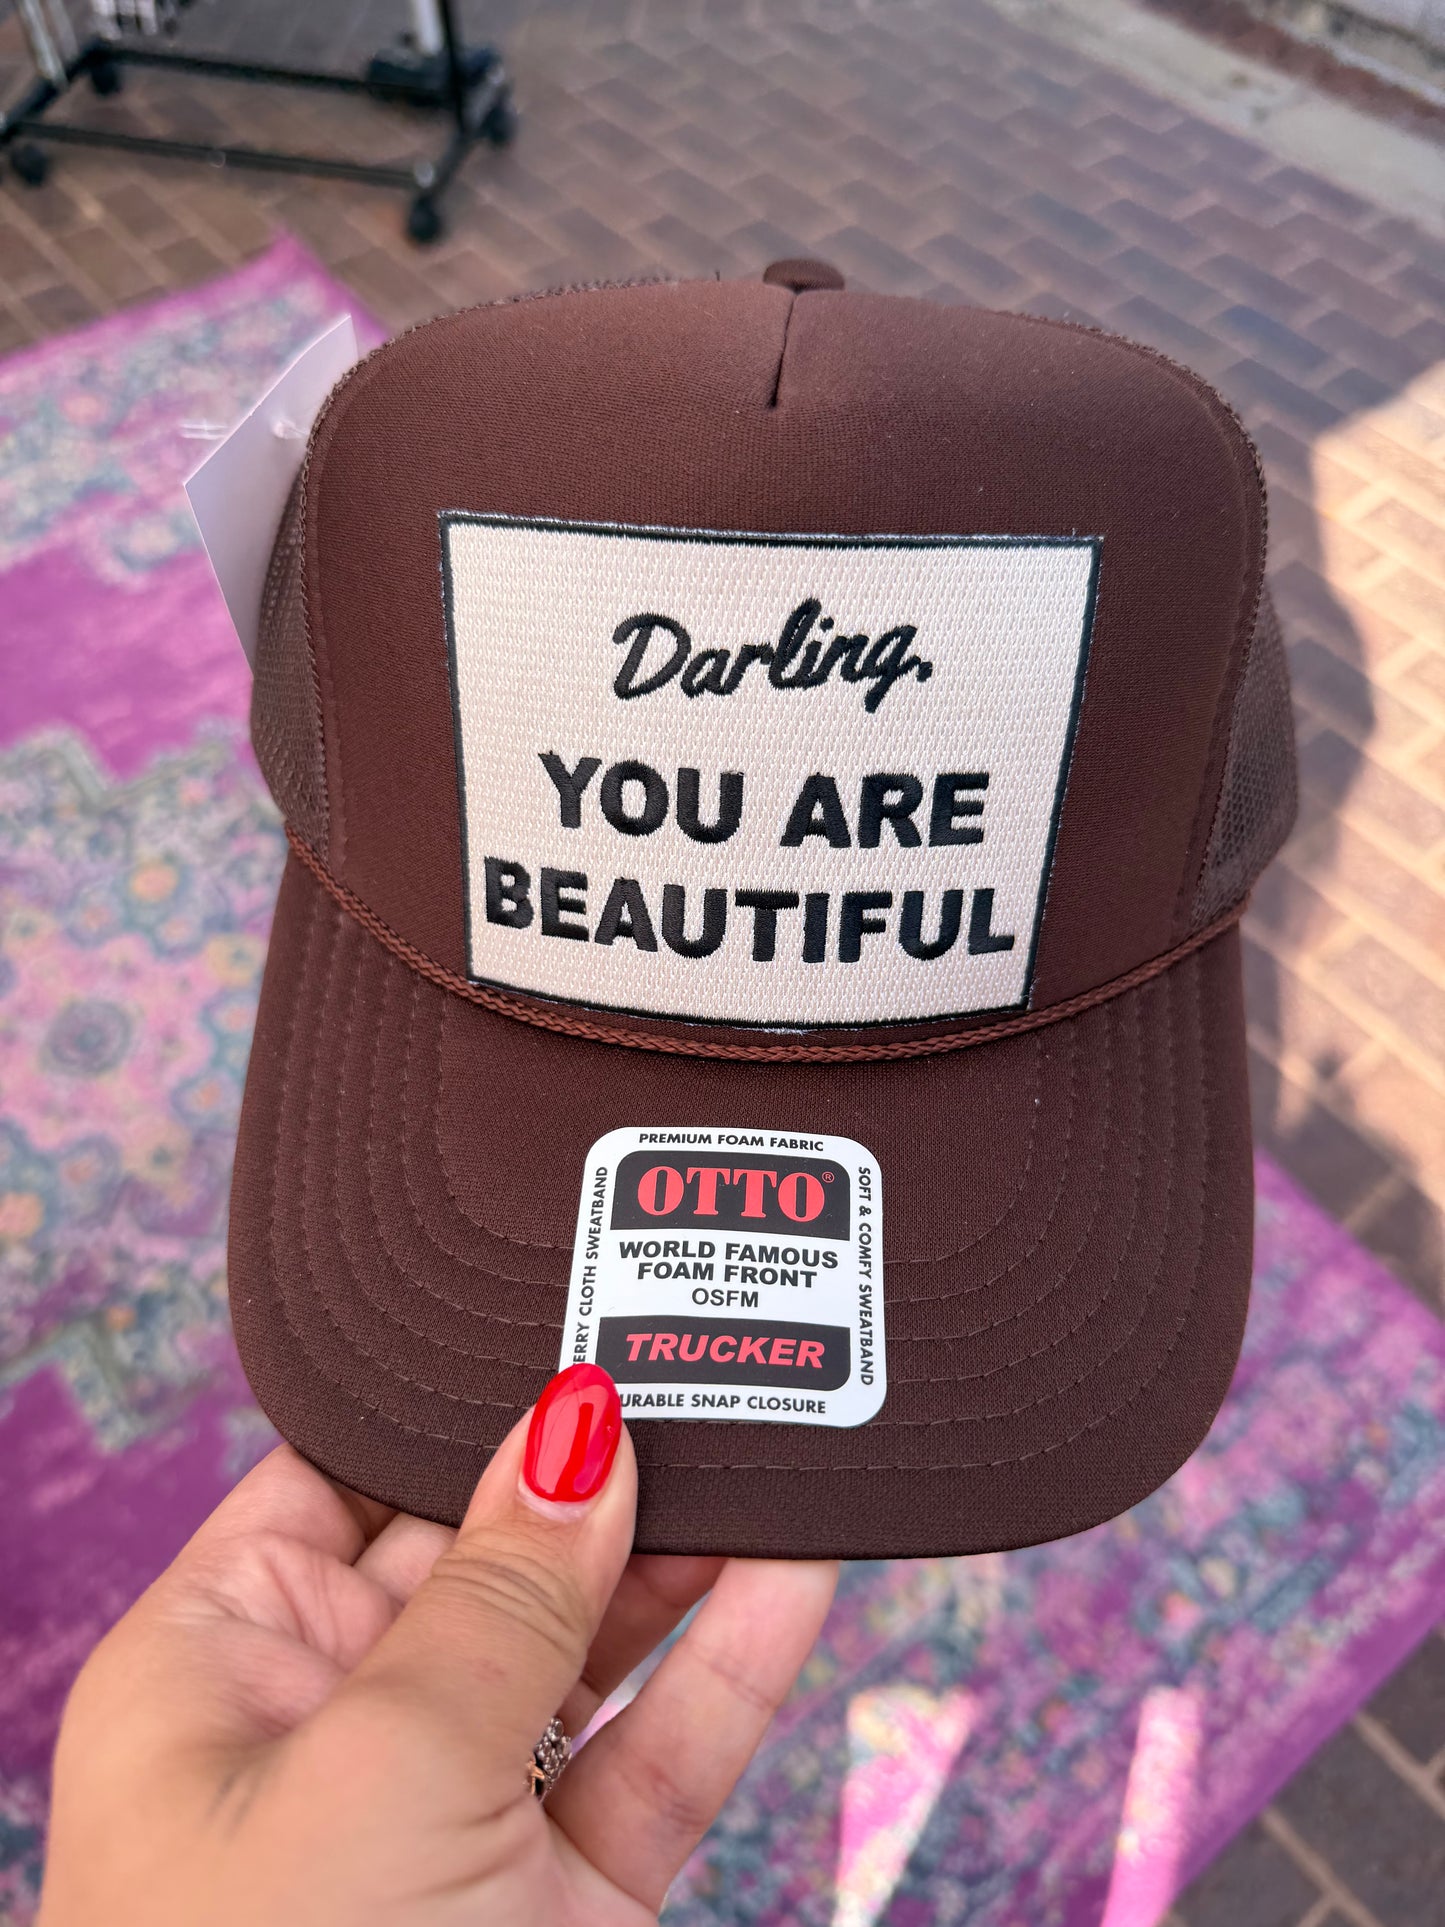 Darling,
YOU ARE
BEAUTIFUL
PREMIUM FOAM FABRIC
OTTO®
WORLD FAMOUS
FOAM FRONT
OSFM
TRUCKER
URABLE SNAP CLOSURE
ERRY CLOTH SWEATBAND
SOFT & COMFY SWEATBAND